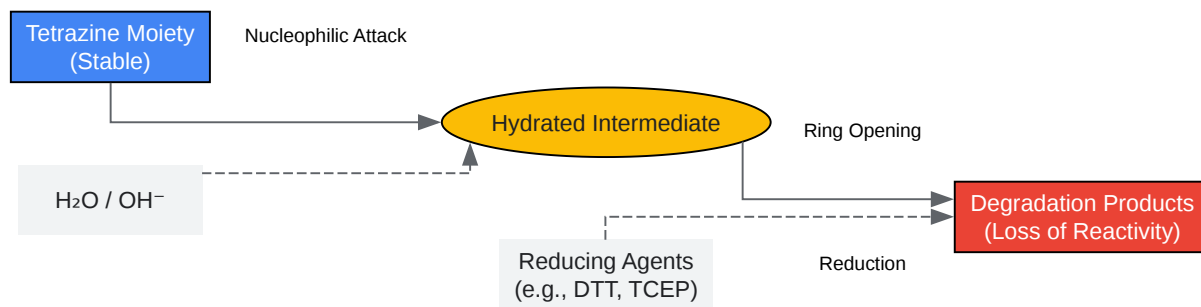 Tetrazine Moiety
(Stable)
Nucleophilic Attack
Hydrated Intermediate
Ring Opening
H₂O / OH⁻
Degradation Products
(Loss of Reactivity)
Reducing Agents
(e.g., DTT, TCEP)
Reduction